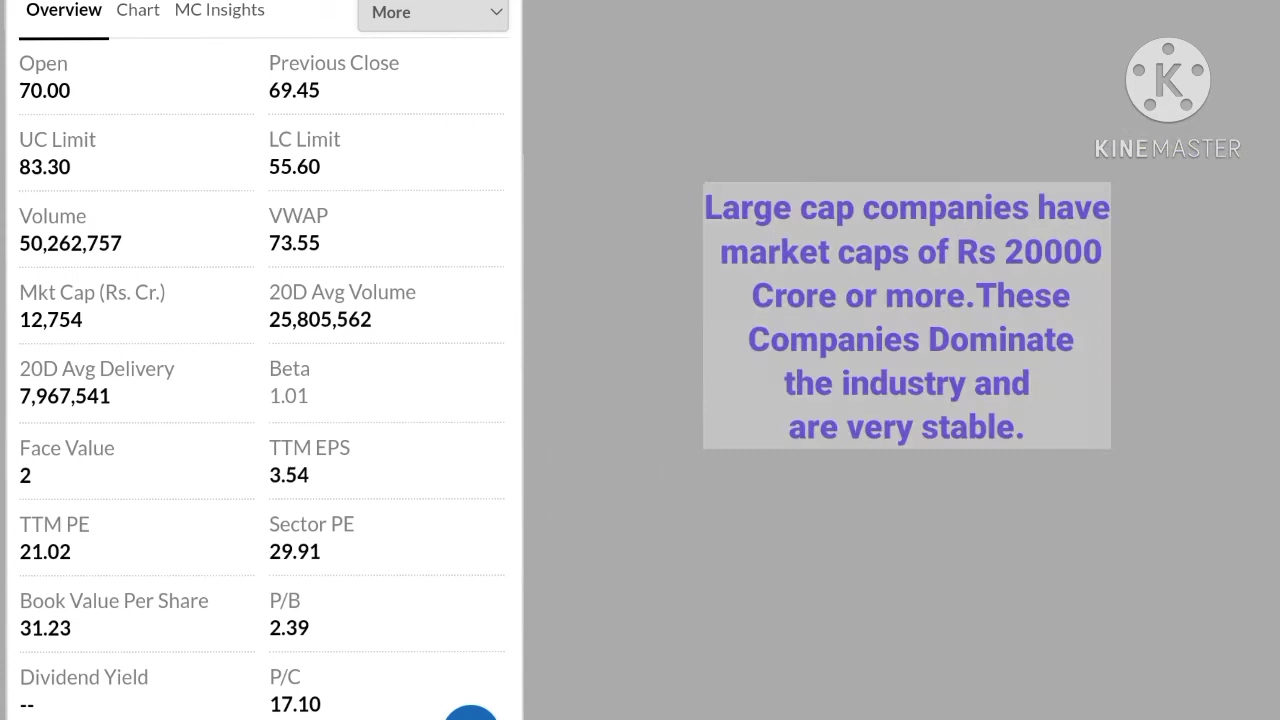 Overview Chart MC Insights More
Open Previous Close
70.00 69.45
UC Limit LC Limit
83.30 55.60
Volume VWAP
50,262,757 73.55
Mkt Cap (Rs. Cr.) 20D Avg Volume
12,754 25,805,562
20D Avg Delivery Beta
7,967,541 1.01
Face Value TTM EPS
2 3.54
TTM PE Sector PE
21.02 29.91
Book Value Per Share P/B
31.23 2.39
Dividend Yield P/C
-- 17.10
K
KINEMASTER
Large cap companies have
market caps of Rs 20000
Crore or more.These
Companies Dominate
the industry and
are very stable.